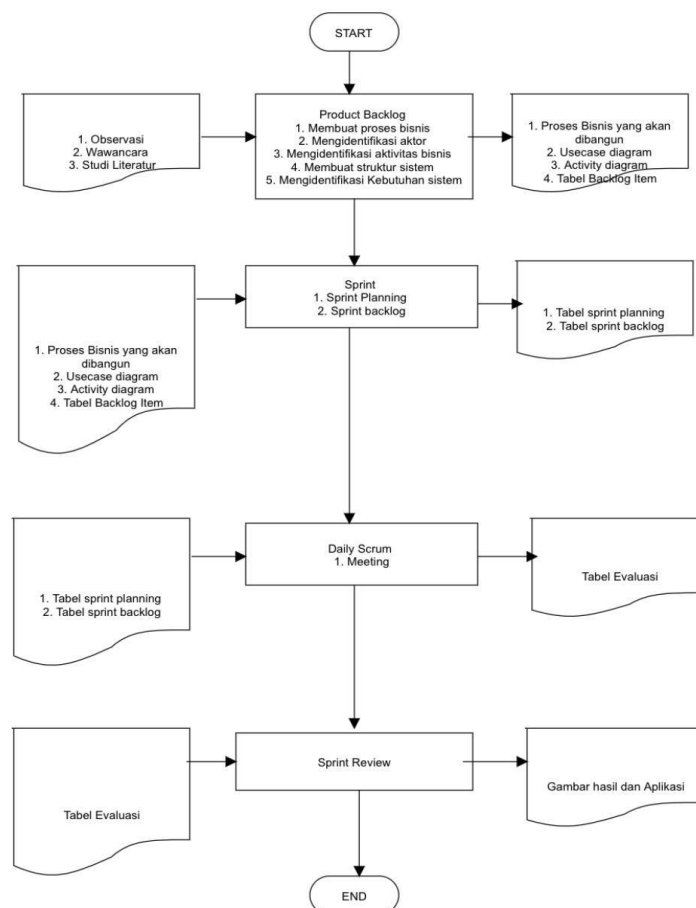 START
1. Observasi
2. Wawancara
3. Studi Literatur
Product Backlog
1. Membuat proses bisnis
2. Mengidentifikasi aktor
3. Mengidentifikasi aktivitas bisnis
4. Membuat struktur sistem
5. Mengidentifikasi Kebutuhan sistem
1. Proses Bisnis yang akan
dibangun
2. Usecase diagram
3. Activity diagram
4. Tabel Backlog Item
1. Proses Bisnis yang akan
dibangun
2. Usecase diagram
3. Activity diagram
4. Tabel Backlog Item
Sprint
1. Sprint Planning
2. Sprint backlog
1. Tabel sprint planning
2. Tabel sprint backlog
1. Tabel sprint planning
2. Tabel sprint backlog
Daily Scrum
1. Meeting
Tabel Evaluasi
Tabel Evaluasi
Sprint Review
Gambar hasil dan Aplikasi
END